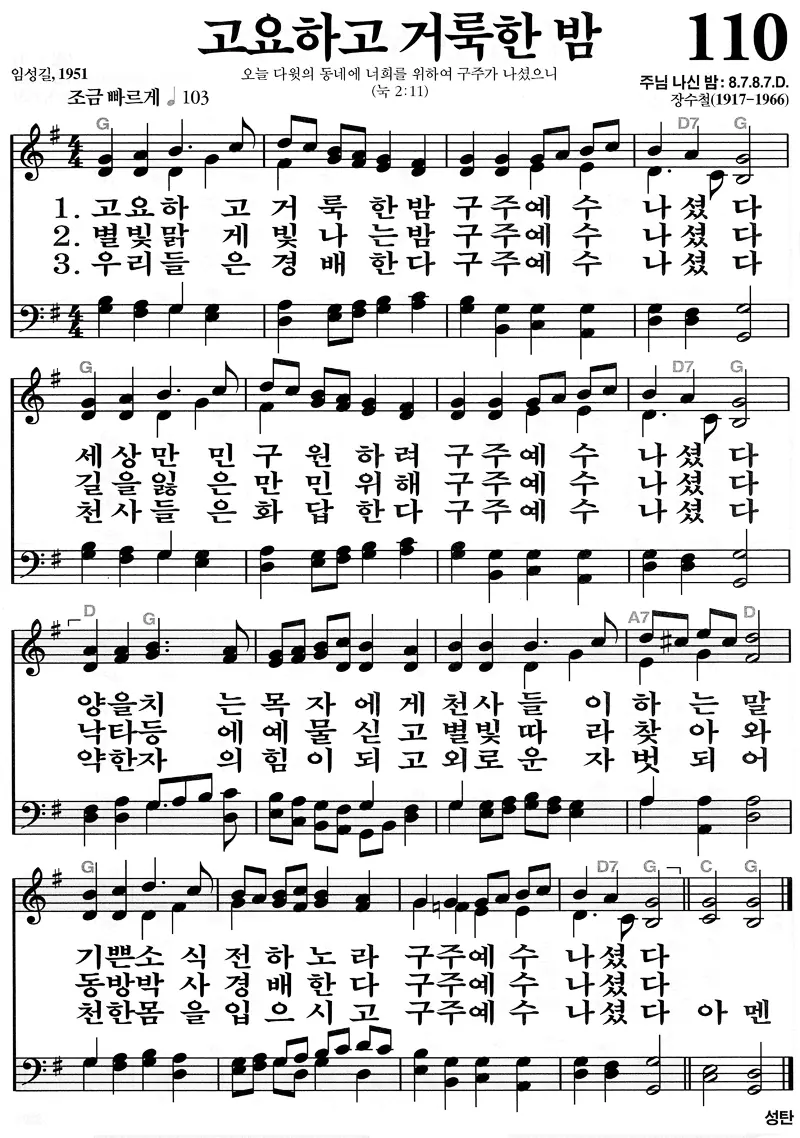 고요하고 거룩한 밤 110
임성길, 1951
오늘 다윗의 동네에 너희를 위하여 구주가 나셨으니
(눅 2:11)
주님 나신 밤 : 8.7.8.7.D.
장수철(1917-1966)
조금 빠르게 ♩ 103
G D7 G
4 4
1. 고요하 고 거 룩 한밤 구주예 수 나셨다
2. 별빛맑 게 빛 나 는밤 구주예 수 나셨다
3. 우리들 은 경 배 한다 구주예 수 나셨다
4 4
G D7 G
세상만 민 구 원 하려 구주예 수 나셨다
길을잃 은 만 민 위해 구주예 수 나셨다
천사들 은 화 답 한다 구주예 수 나셨다
D G A7 D
양을치 는 목 자 에 게 천사들 이 하 는 말
낙타등 에 예 물 싣 고 별빛따 라 찾 아 와
약한자 의 힘 이 되 고 외로운 자 벗 되 어
G D7 G C G
기쁜소 식 전 하 노 라 구주예 수 나셨다
동방박 사 경 배 한 다 구주예 수 나셨다
천한몸 을 입 으 시 고 구주예 수 나셨다 아 멘
성탄